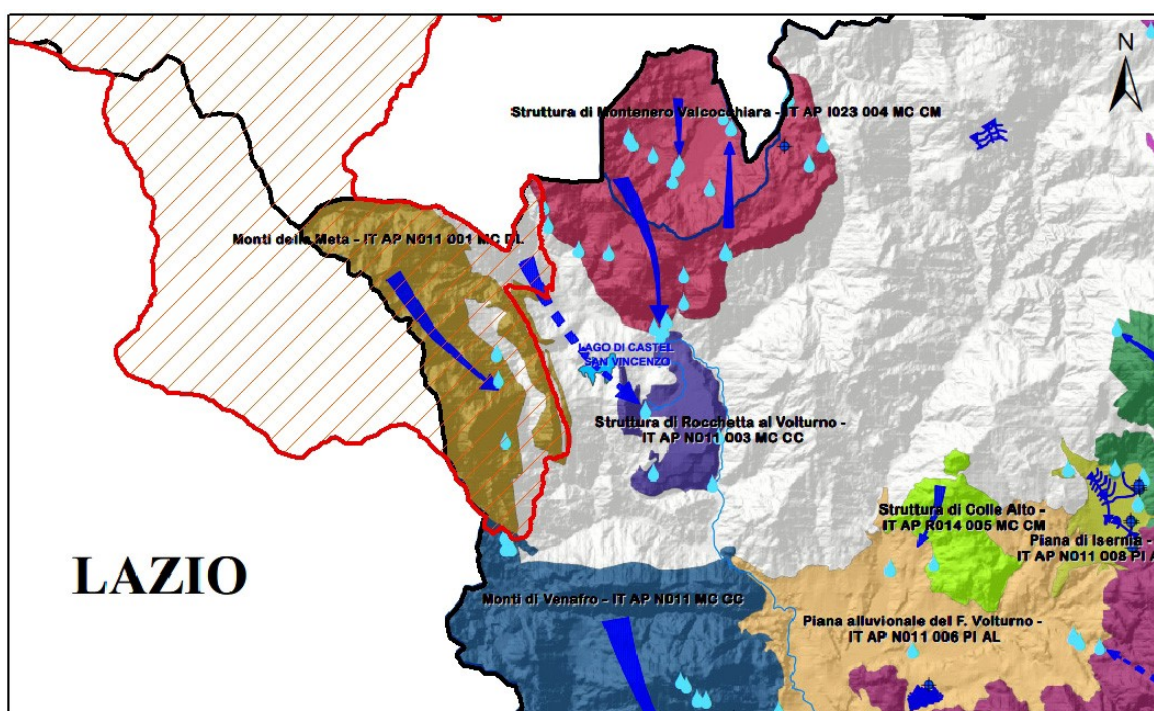 N
Struttura di Montenero Valcocchiara - IT AP I023 004 MC CM
Monti della Meta - IT AP N011 001 MC DL
LAGO DI CASTEL
SAN VINCENZO
Struttura di Rocchetta al Volturno -
IT AP N011 003 MC CC
Struttura di Colle Alto -
IT AP R014 005 MC CM
Piana di Isernia -
IT AP N011 008 PI A
LAZIO
Monti di Venafro - IT AP N011 MC CC
Piana alluvionale del F. Volturno -
IT AP N011 006 PI AL